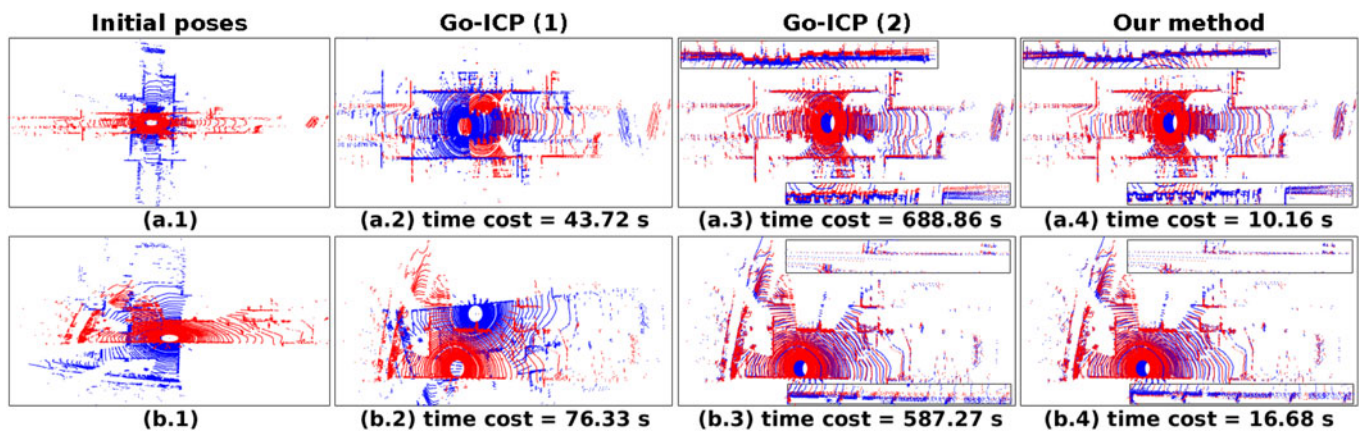 Initial poses Go-ICP (1) Go-ICP (2) Our method
(a.1) (a.2) time cost = 43.72 s (a.3) time cost = 688.86 s (a.4) time cost = 10.16 s
(b.1) (b.2) time cost = 76.33 s (b.3) time cost = 587.27 s (b.4) time cost = 16.68 s